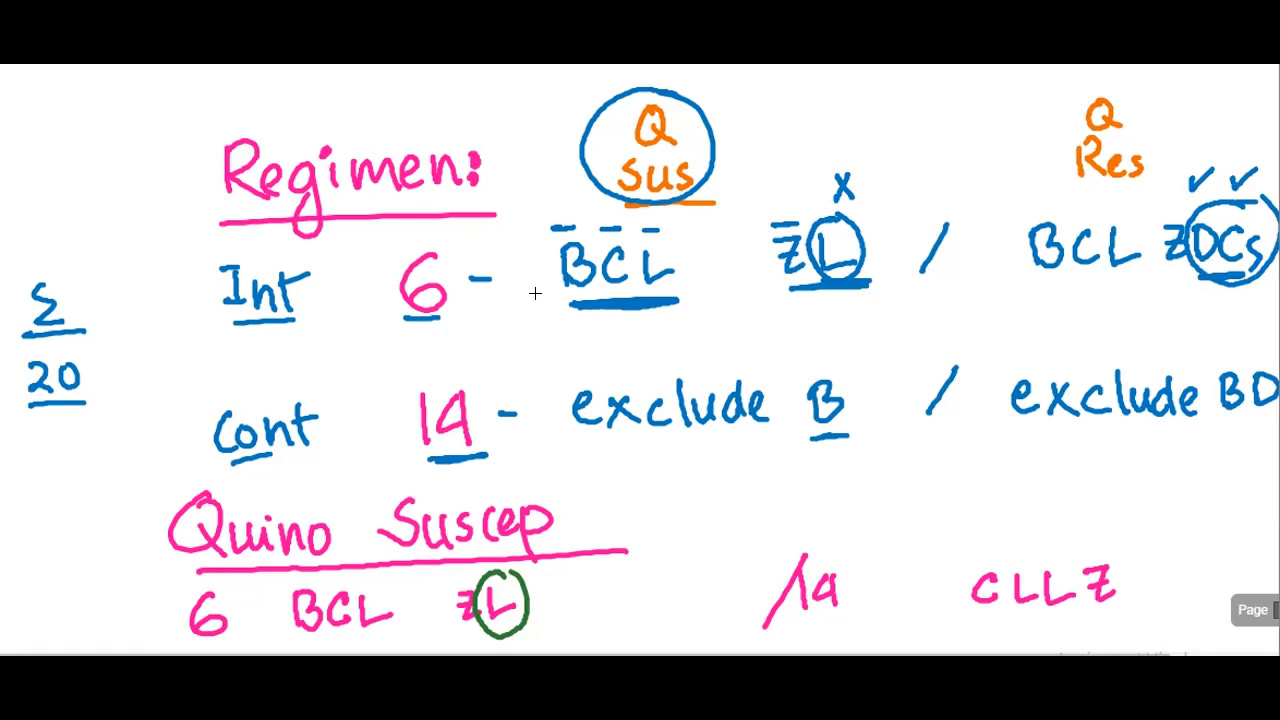 Q Q
Regimen: sus Res
x ✓ ✓
Int 6 - BCL ZL / BCL ZDCs
Σ
20
Cont 14 - exclude B / exclude BD
Quino Suscep
6 BCL ZL / 14 CLLZ
Page